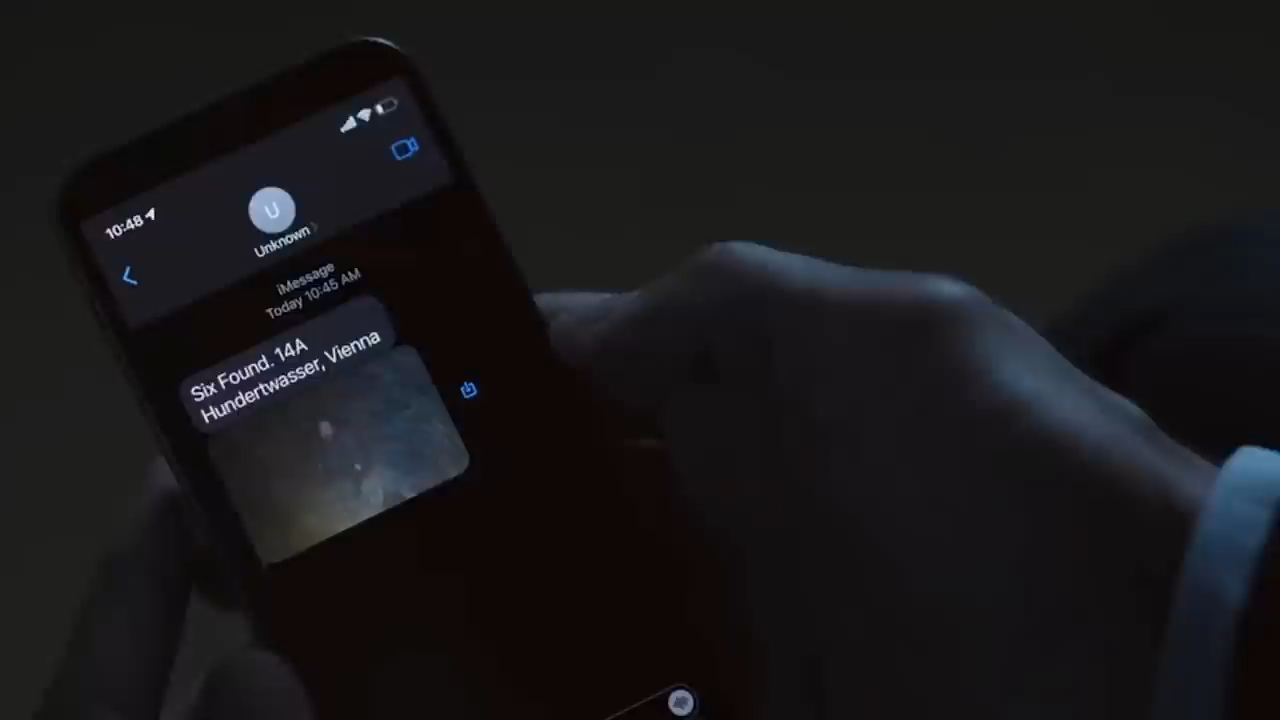 10:48
U
Unknown
iMessage
Today 10:45 AM
Six Found. 14A
Hundertwasser, Vienna